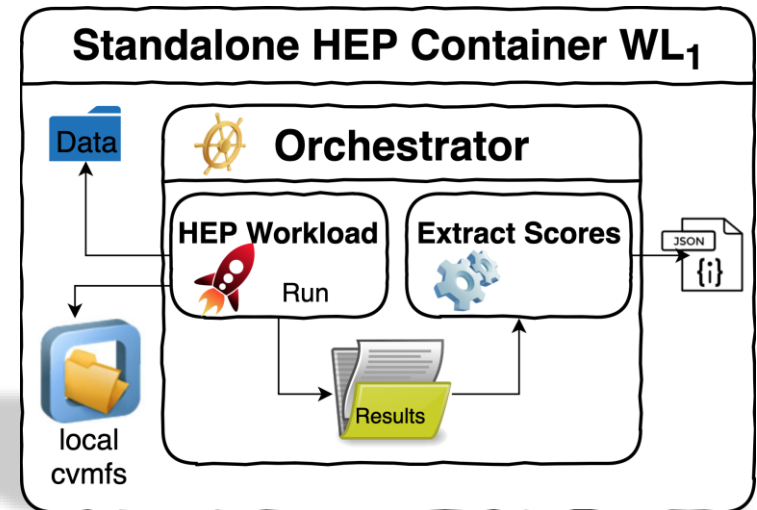 Standalone HEP Container WL₁
Data
Orchestrator
HEP Workload
Run
Extract Scores
JSON
{i}
Results
local
cvmfs